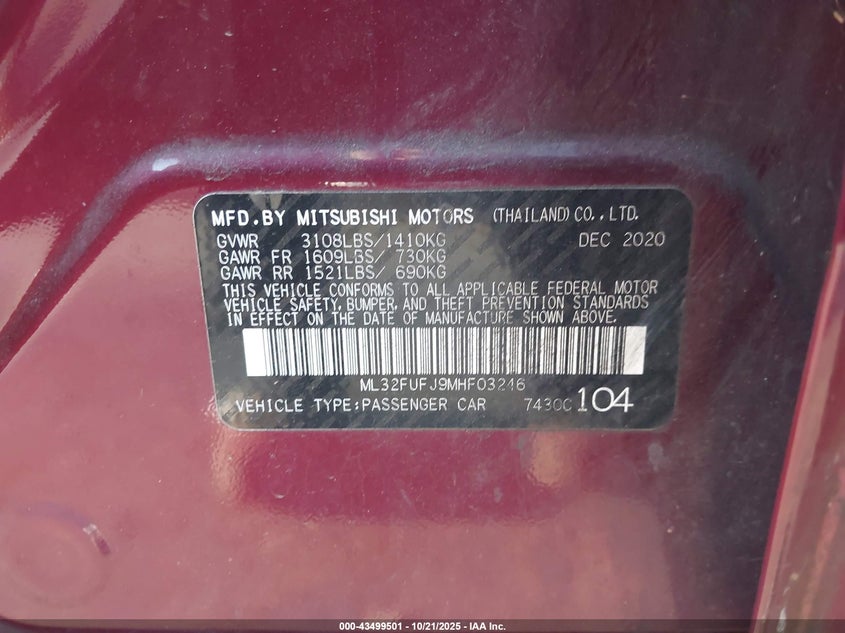 MFD.BY MITSUBISHI MOTORS (THAILAND) CO.,LTD.
GVWR 3108LBS/1410KG DEC 2020
GAWR FR 1609LBS/ 730KG
GAWR RR 1521LBS/ 690KG
THIS VEHICLE CONFORMS TO ALL APPLICABLE FEDERAL MOTOR
VEHICLE SAFETY, BUMPER, AND THEFT PREVENTION STANDARDS
IN EFFECT ON THE DATE OF MANUFACTURE SHOWN ABOVE.
ML32FUFJ9MHF03246
VEHICLE TYPE:PASSENGER CAR 7430C 104
000-43499501 - 10/21/2025 - IAA Inc.